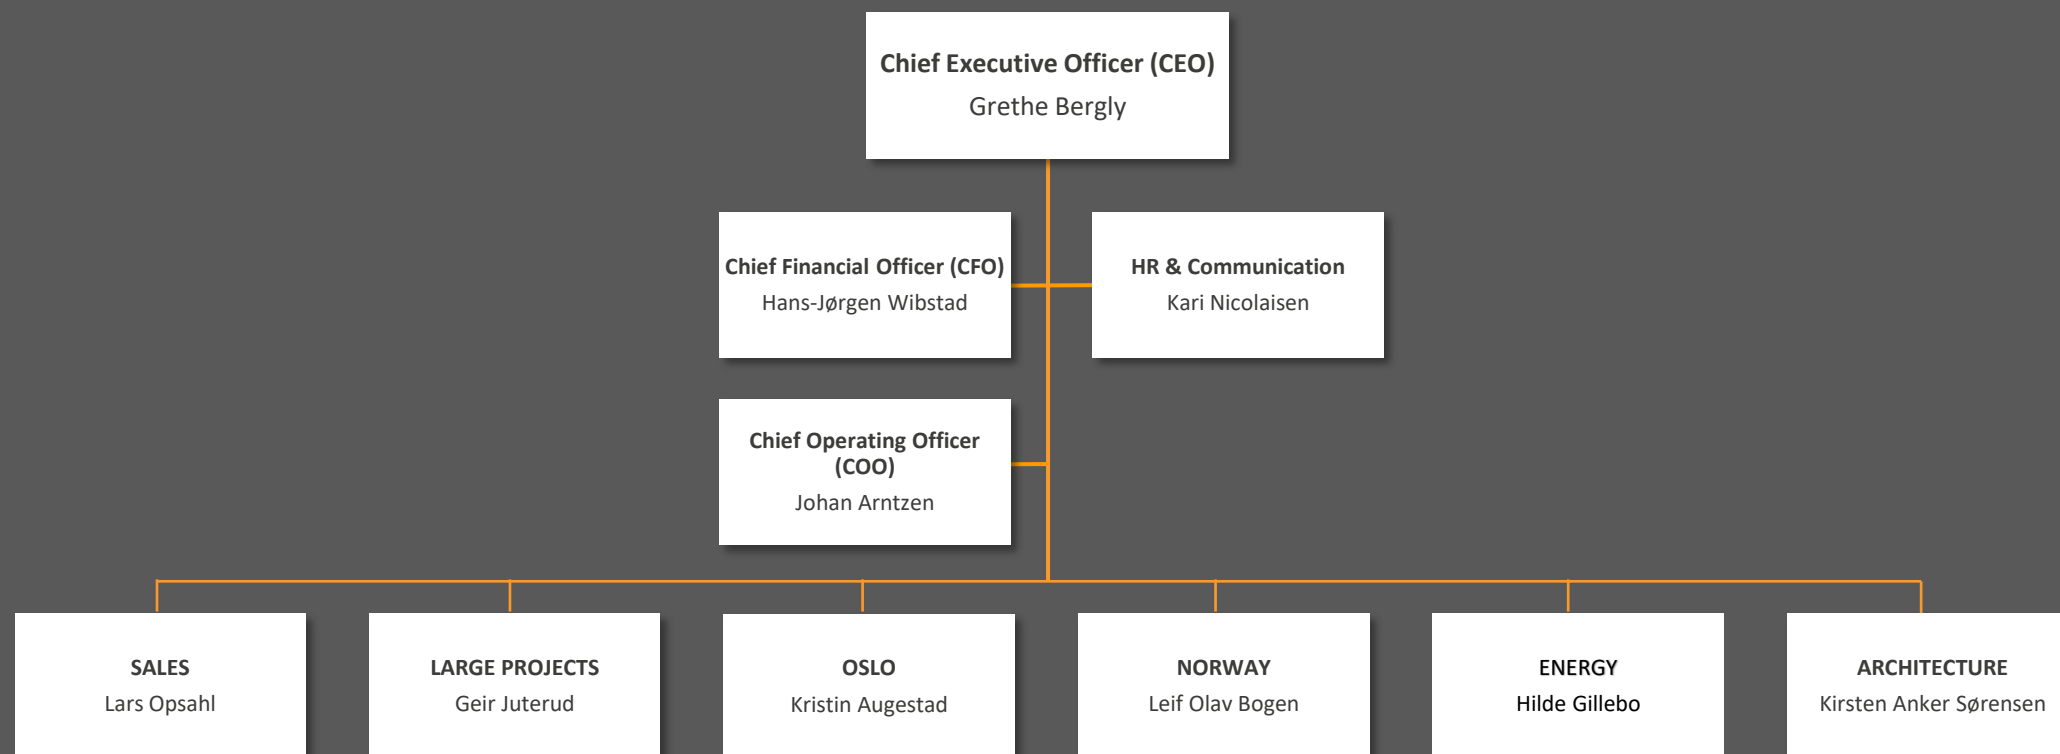 Chief Executive Officer (CEO)
Grethe Bergly
Chief Financial Officer (CFO)
Hans-Jørgen Wibstad
HR & Communication
Kari Nicolaisen
Chief Operating Officer
(COO)
Johan Arntzen
SALES
Lars Opsahl
LARGE PROJECTS
Geir Juterud
OSLO
Kristin Augestad
NORWAY
Leif Olav Bogen
ENERGY
Hilde Gillebo
ARCHITECTURE
Kirsten Anker Sørensen